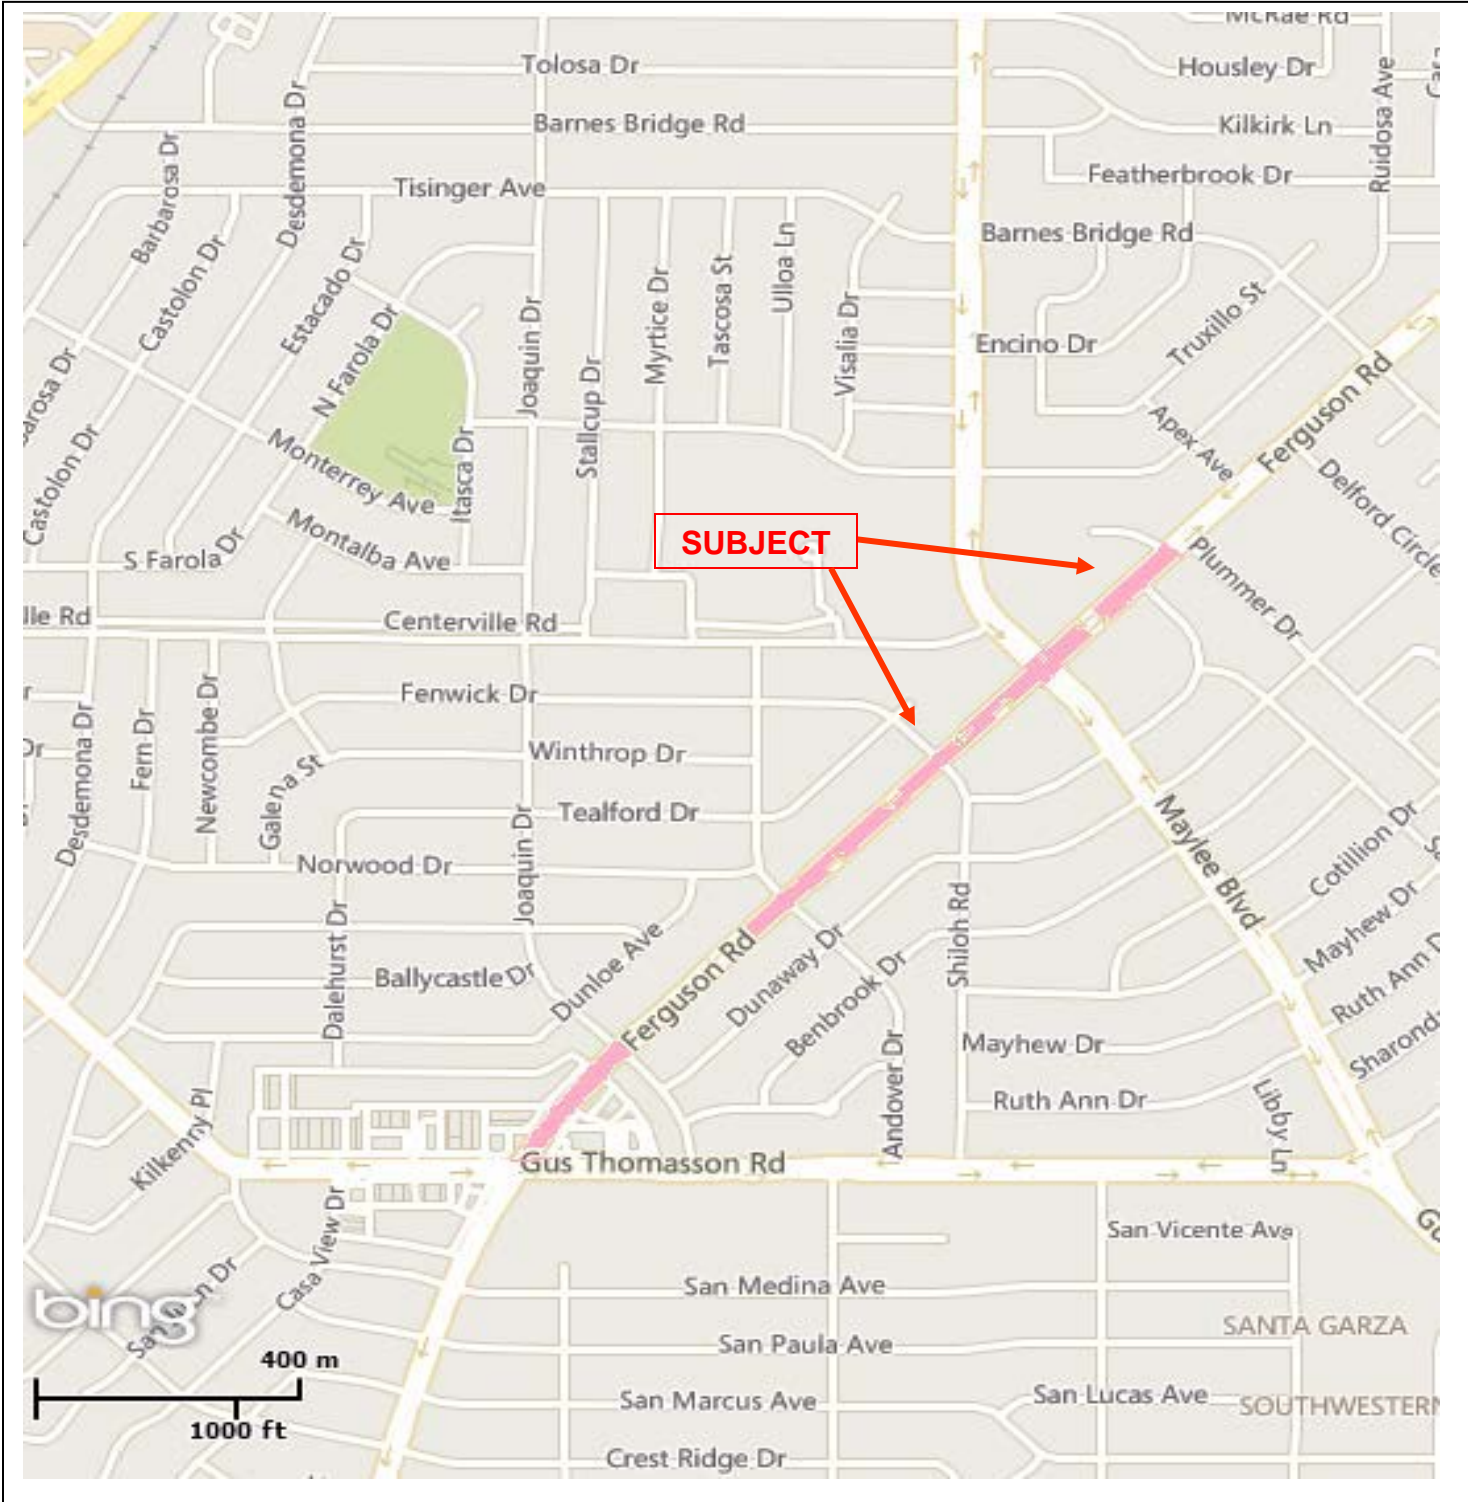 McRae Rd
Tolosa Dr
Housley Dr
Ruidosa Ave
Barnes Bridge Rd
Kilkirk Ln
Desdemona Dr
Barbarosa Dr
Tisinger Ave
Featherbrook Dr
Barnes Bridge Rd
Castolon Dr
Estacado Dr
Ulloa Ln
Tascosa St
Myrtice Dr
Joaquin Dr
Visalia Dr
Truxillo St
N Farola Dr
Encino Dr
Stallcup Dr
arosa Dr
Ferguson Rd
Apex Ave
Castolon Dr
Monterrey Ave
Itasca Dr
Delford Circle
Montalba Ave
S Farola Dr
SUBJECT
Plummer Dr
lle Rd
Centerville Rd
Fenwick Dr
Desdemona Dr
Fern Dr
Newcombe Dr
Galena St
Winthrop Dr
Dr
Tealford Dr
Joaquin Dr
Norwood Dr
Maylee Blvd
Cotillion Dr
Mayhew Dr
Dalehurst Dr
Ballycastle Dr
Dunloe Ave
Ferguson Rd
Dunaway Dr
Benbrook Dr
Shiloh Rd
Ruth Ann D
Sharond
Mayhew Dr
Andover Dr
Ruth Ann Dr
Libby Ln
Kilkenny Pl
Gus Thomasson Rd
Casa View Dr
San Vicente Ave
San Medina Ave
bing
SANTA GARZA
San Paula Ave
400 m
San Marcus Ave
San Lucas Ave
SOUTHWESTERN
1000 ft
Crest Ridge Dr